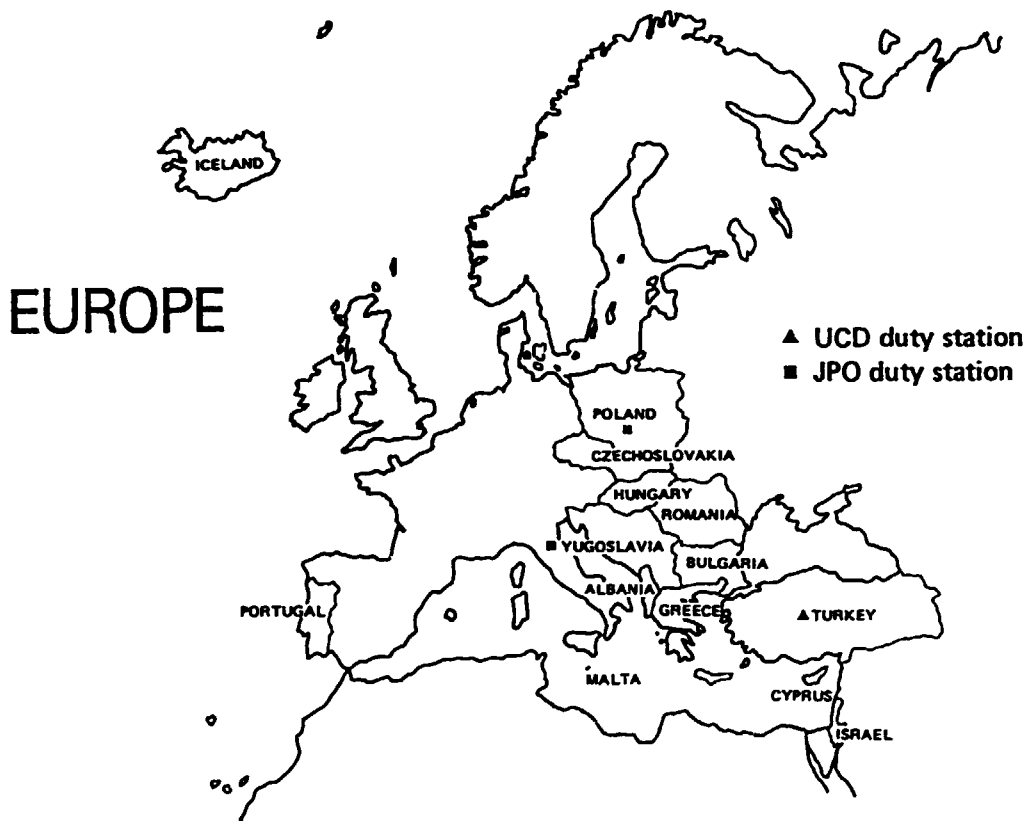 ICELAND
EUROPE
▲ UCD duty station
■ JPO duty station
POLAND
CZECHOSLOVAKIA
HUNGARY
ROMANIA
YUGOSLAVIA
BULGARIA
ALBANIA
PORTUGAL
GREECE
TURKEY
MALTA
CYPRUS
ISRAEL